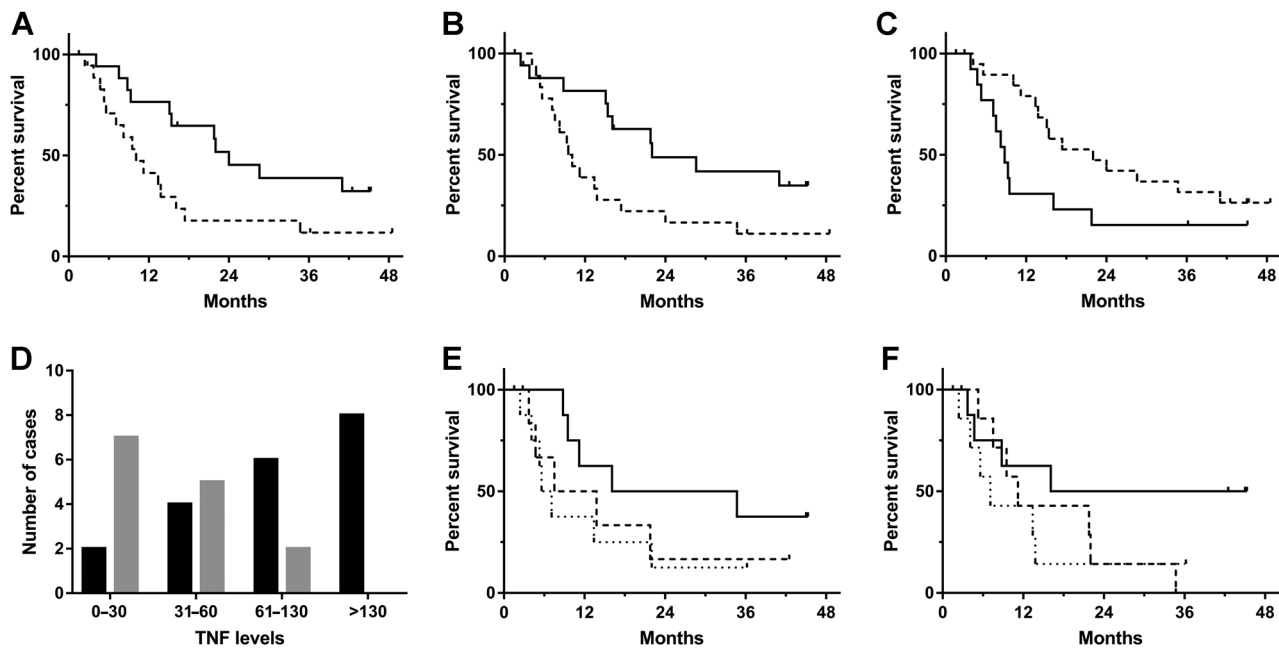 A
Percent survival
100
50
0
0 12 24 36 48
Months
B
Percent survival
100
50
0
0 12 24 36 48
Months
C
Percent survival
100
50
0
0 12 24 36 48
Months
D
Number of cases
10
8
6
4
2
0
0–30 31–60 61–130 >130
TNF levels
E
Percent survival
100
50
0
0 12 24 36 48
Months
F
Percent survival
100
50
0
0 12 24 36 48
Months